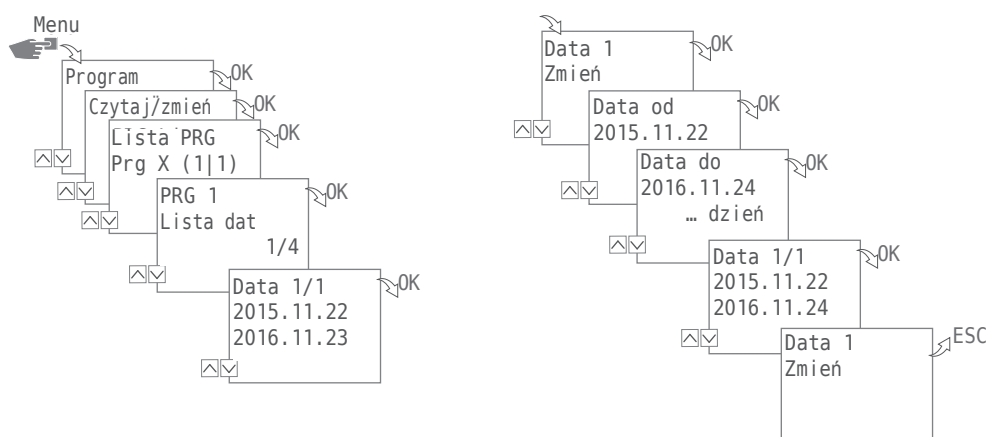 Menu
Program
OK
Czytaj/zmień
OK
Lista PRG
OK
Prg X (1|1)
PRG 1
OK
Lista dat
1/4
Data 1/1
OK
2015.11.22
2016.11.23
Data 1
OK
Zmień
Data od
OK
2015.11.22
Data do
OK
2016.11.24
… dzień
Data 1/1
OK
2015.11.22
2016.11.24
Data 1
ESC
Zmień